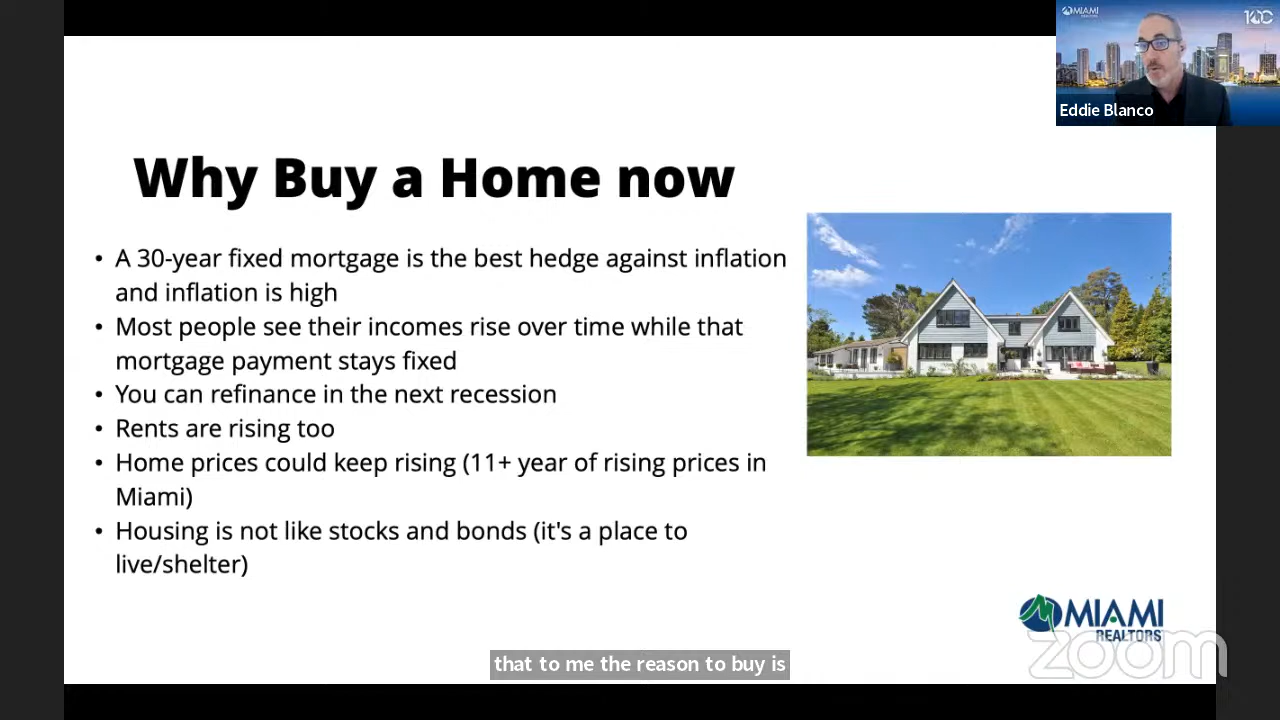 MIAMI
REALTORS
100
Eddie Blanco
Why Buy a Home now
• A 30-year fixed mortgage is the best hedge against inflation
and inflation is high
• Most people see their incomes rise over time while that
mortgage payment stays fixed
• You can refinance in the next recession
• Rents are rising too
• Home prices could keep rising (11+ year of rising prices in
Miami)
• Housing is not like stocks and bonds (it's a place to
live/shelter)
MIAMI
REALTORS
zoom
that to me the reason to buy is